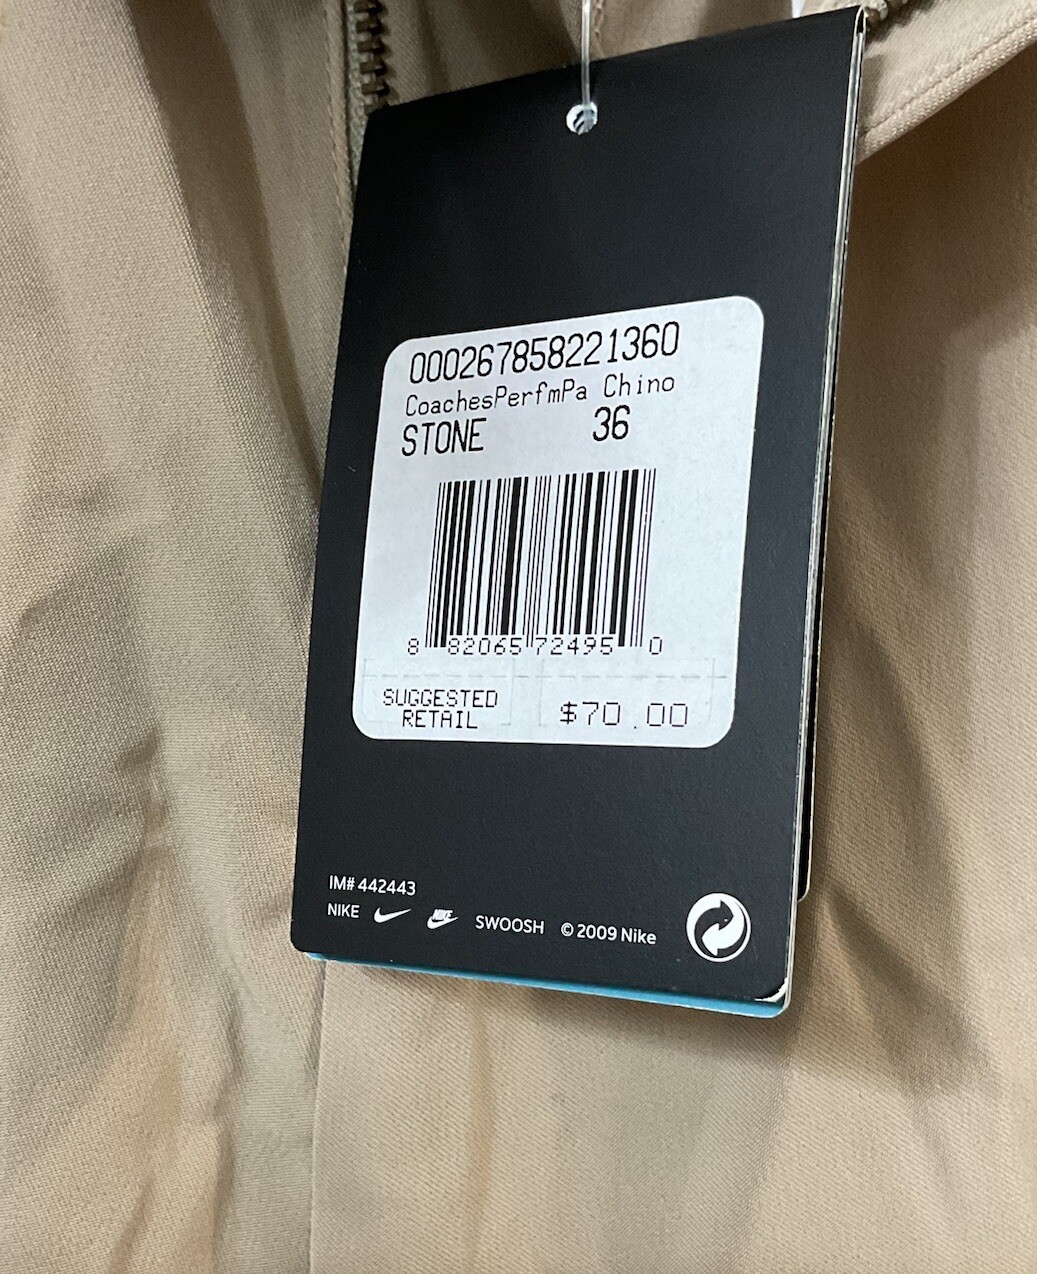 000267858221360
CoachesPerfmPa Chino
STONE 36
8 82065 72495 0
SUGGESTED
RETAIL
$70.00
IM# 442443
NIKE NIKE SWOOSH © 2009 Nike